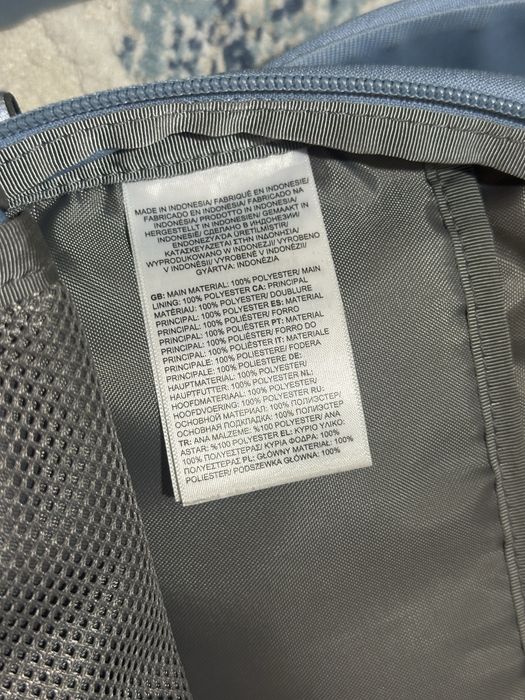 MADE IN INDONESIA/ FABRIQUÉ EN INDONESIE/
FABRICADO EN INDONESIA/ FABRICADO NA
INDONÉSIA/ PRODOTTO IN INDONESIA/
HERGESTELLT IN INDONESIEN/ GEMAAKT IN
INDONESIE/ СДЕЛАНО В ИНДОНЕЗИИ/
ENDONEZYA'DA ÜRETİLMİŞTİR/
ΚΑΤΑΣΚΕΥΑΖΕΤΑΙ ΣΤΗΝ ΙΝΔΟΝΗΣΙΑ/
WYPRODUKOWANO W INDONEZJI/ VYROBENO
V INDONÉSII/ VYROBENÉ V INDONÉZII/
GYÁRTVA: INDONÉZIA
GB: MAIN MATERIAL: 100% POLYESTER/ MAIN
LINING: 100% POLYESTER CA: PRINCIPAL
MATÉRIAU: 100% POLYESTER/ DOUBLURE
PRINCIPAL: 100% POLYESTER ES: MATERIAL
PRINCIPAL: 100% POLIÉSTER/ FORRO
PRINCIPAL: 100% POLIÉSTER PT: MATERIAL
PRINCIPAL: 100% POLIÉSTER/ FORRO DO
PRINCIPAL: 100% POLIÉSTER IT: MATERIALE
PRINCIPALE: 100% POLIESTERE/ FODERA
PRINCIPALE: 100% POLIESTERE DE:
HAUPTMATERIAL: 100% POLYESTER/
HAUPTFUTTER: 100% POLYESTER NL:
HOOFDMATERIAAL: 100% POLYESTER/
HOOFDVOERING: 100% POLYESTER RU:
ОСНОВНОЙ МАТЕРИАЛ: 100% ПОЛИЭСТЕР/
ОСНОВНАЯ ПОДКЛАДКА: 100% ПОЛИЭСТЕР
TR: ANA MALZEME: %100 POLYESTER/ ANA
ASTAR: %100 POLYESTER EL: ΚΥΡΙΟ ΥΛΙΚΟ:
100% ΠΟΛΥΕΣΤΕΡΑΣ/ ΚΥΡΙΑ ΦΟΔΡΑ: 100%
ΠΟΛΥΕΣΤΕΡΑΣ PL: GŁÓWNY MATERIAŁ: 100%
POLIESTER/ PODSZEWKA GŁÓWNA: 100%